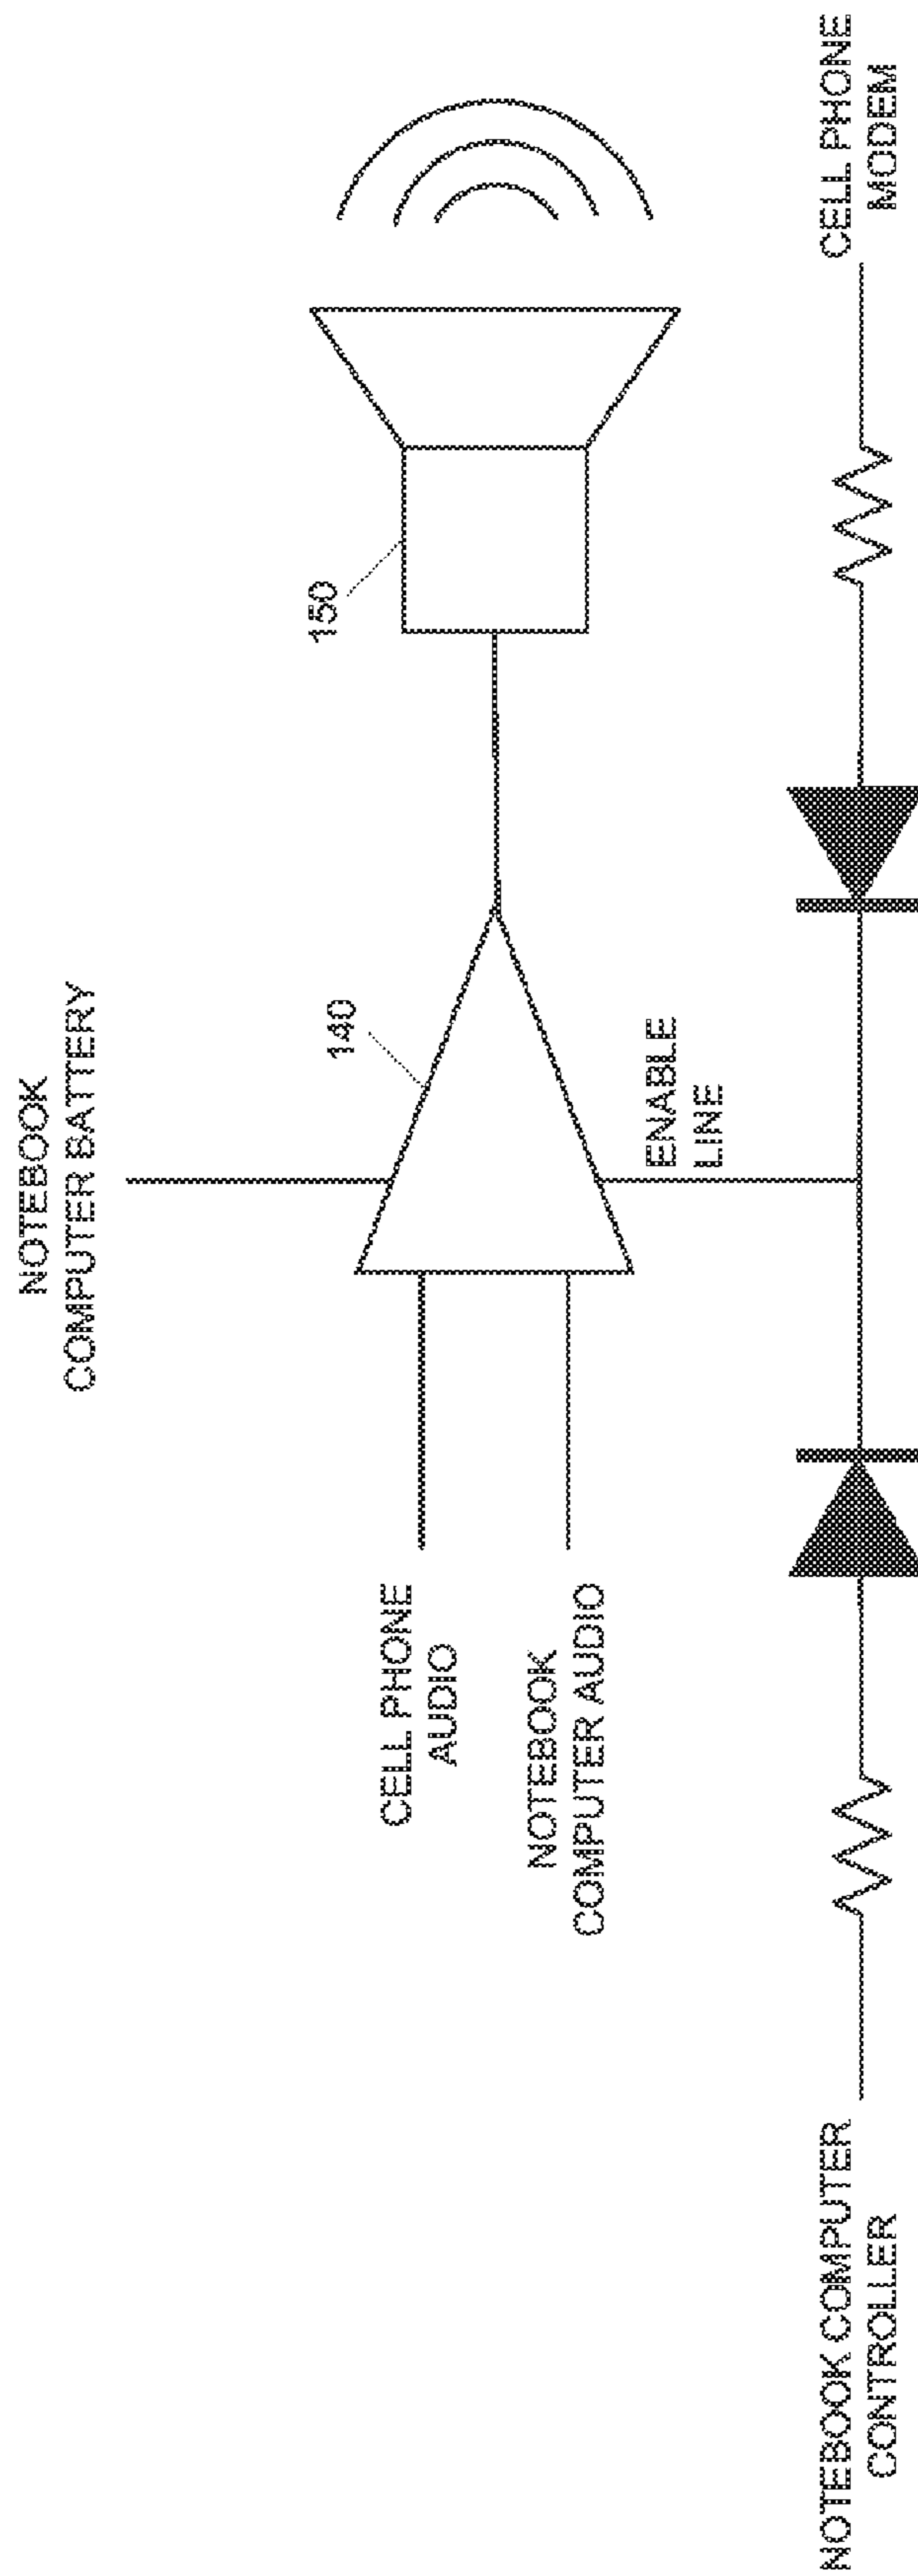 NOTEBOOK
COMPUTER BATTERY
140
150
CELL PHONE
AUDIO
NOTEBOOK
COMPUTER AUDIO
ENABLE
LINE
NOTEBOOK COMPUTER
CONTROLLER
CELL PHONE
MODEM